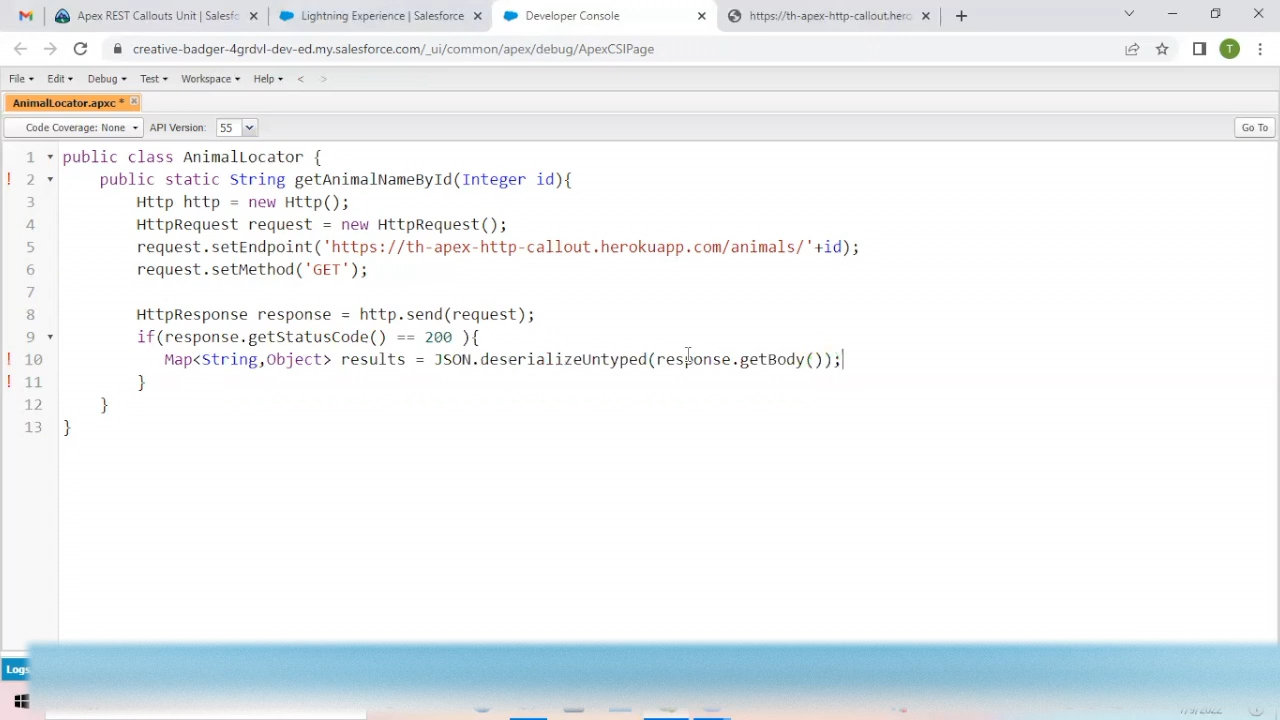 Apex REST Callouts Unit | Salesf
Lightning Experience | Salesforce
Developer Console
https://th-apex-http-callout.hero
creative-badger-4grdvl-dev-ed.my.salesforce.com/_ui/common/apex/debug/ApexCSIPage
T
File Edit Debug Test Workspace Help < >
AnimalLocator.apxc *
Code Coverage: None API Version: 55 Go To
1 public class AnimalLocator {
! 2 public static String getAnimalNameById(Integer id){
3 Http http = new Http();
4 HttpRequest request = new HttpRequest();
5 request.setEndpoint('https://th-apex-http-callout.herokuapp.com/animals/'+id);
6 request.setMethod('GET');
7
8 HttpResponse response = http.send(request);
9 if(response.getStatusCode() == 200 ){
! 10 Map<String,Object> results = JSON.deserializeUntyped(response.getBody());
! 11 }
12 }
13 }
Logs